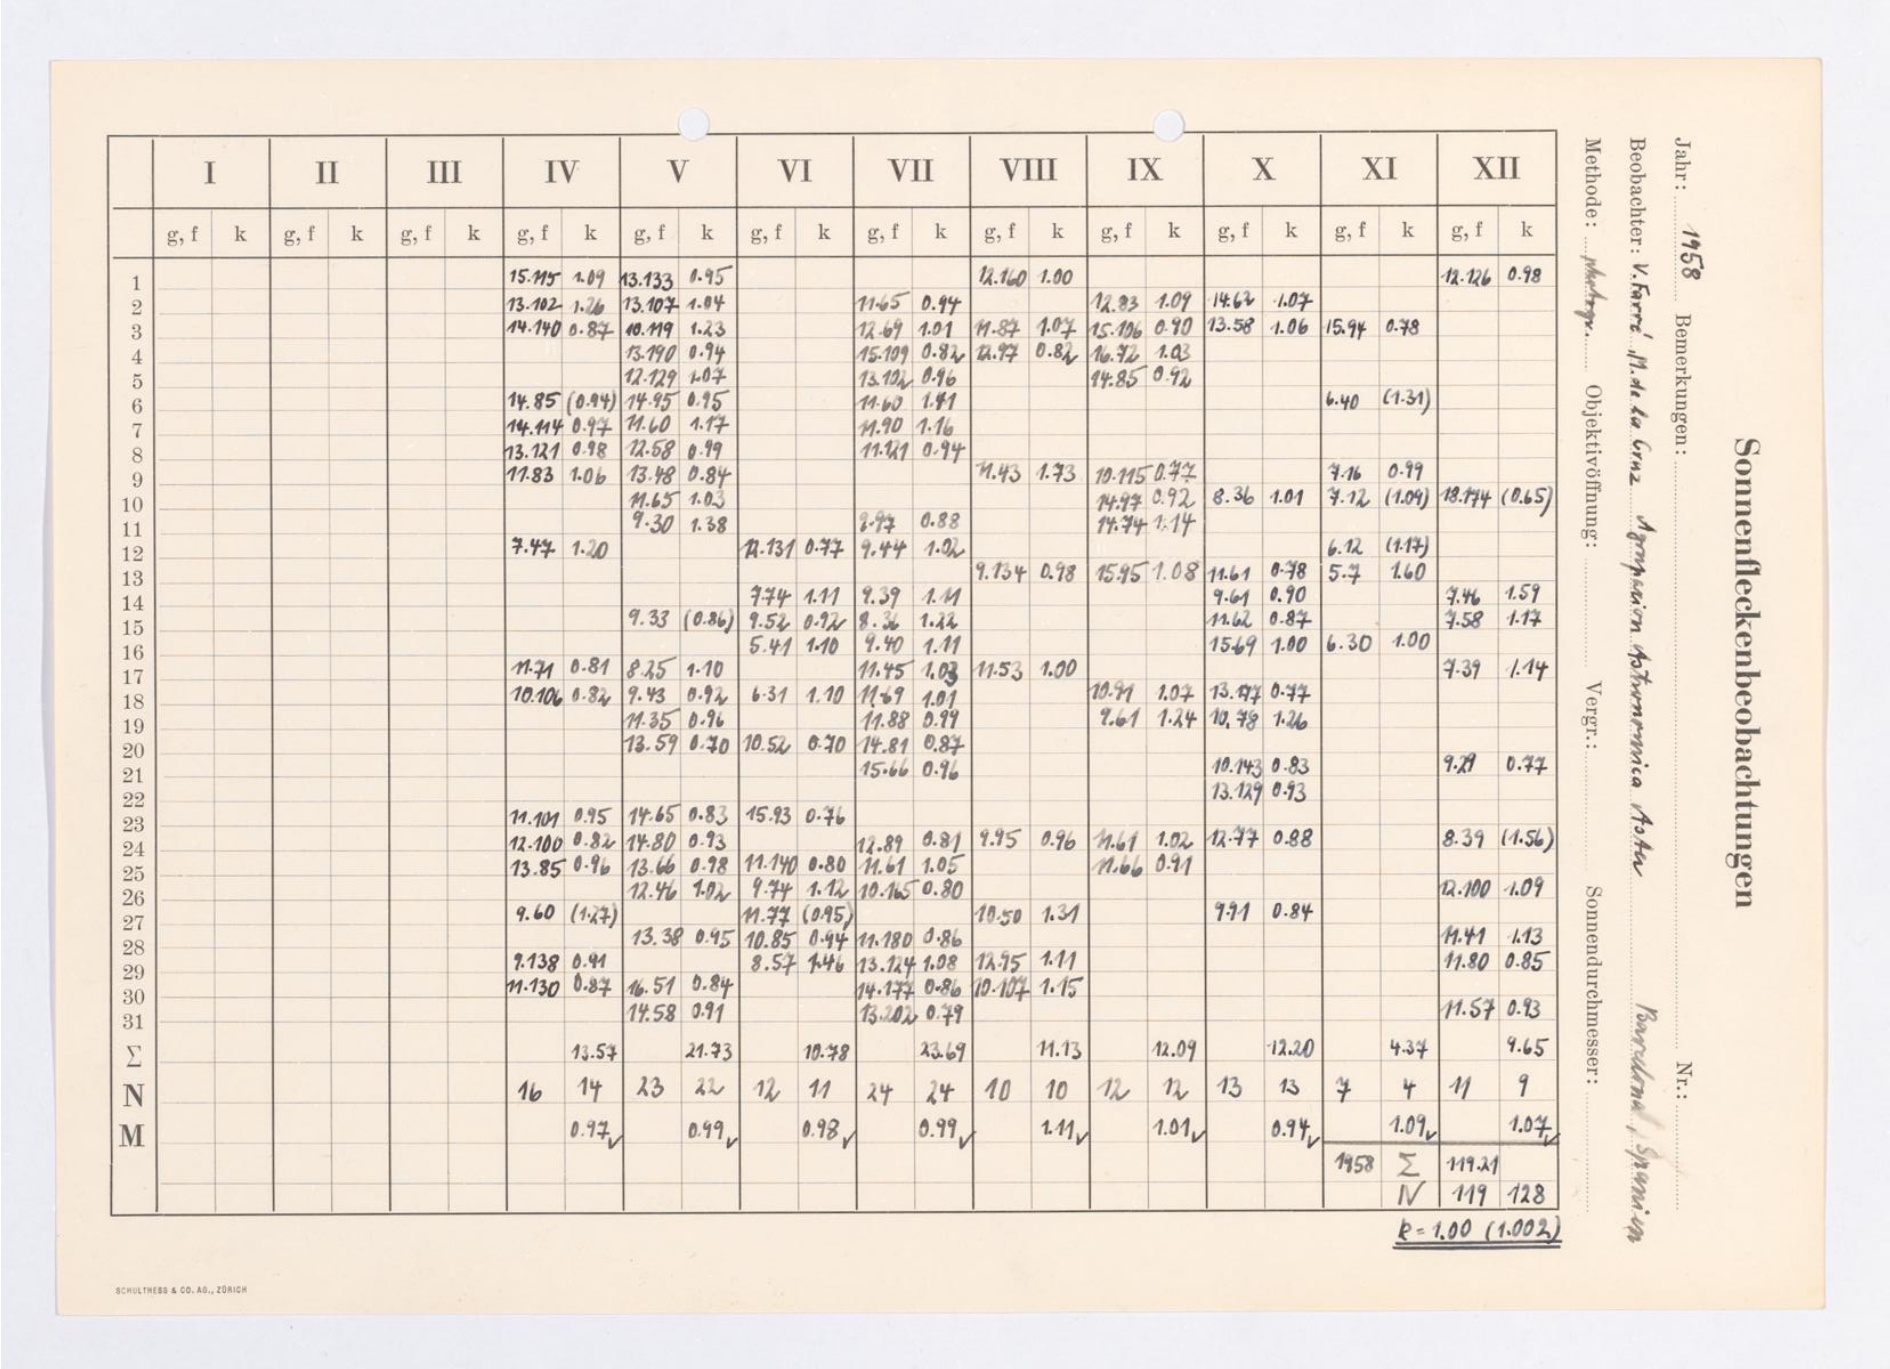 Sonnenfleckenbeobachtungen
Jahr: 1958 Bemerkungen: Nr.:
Beobachter: V. Farré, M. de la Cruz Agrupacion Astronomica Aster Barcelona, Spanien
Methode: Objektivöffnung: Vergr.: Sonnendurchmesser:
I II III IV V VI VII VIII IX X XI XII
g, f k g, f k g, f k g, f k g, f k g, f k g, f k g, f k g, f k g, f k g, f k g, f k
1 15.115 1.09 13.133 0.95 12.160 1.00 12.126 0.98
2 13.102 1.26 13.107 1.04 11.65 0.94 12.83 1.09 14.62 1.07
3 14.140 0.87 10.119 1.23 12.69 1.01 11.87 1.07 15.106 0.90 13.58 1.06 15.94 0.78
4 13.190 0.94 15.109 0.82 12.97 0.82 16.72 1.03
5 12.129 1.07 13.102 0.96 14.85 0.92
6 14.85 (0.94) 14.95 0.95 11.60 1.41 6.40 (1.31)
7 14.114 0.97 11.60 1.17 11.90 1.16
8 13.121 0.98 12.58 0.99 11.121 0.94
9 11.83 1.06 13.48 0.84 11.43 1.73 10.115 0.77 7.16 0.99
10 11.65 1.03 14.97 0.92 8.36 1.01 7.12 (1.09) 18.174 (0.65)
11 9.30 1.38 9.97 0.88 14.74 1.14
12 7.47 1.20 12.131 0.77 9.44 1.02 6.12 (1.17)
13 9.134 0.98 15.95 1.08 11.61 0.78 5.7 1.60
14 7.74 1.11 9.39 1.11 9.61 0.90 7.46 1.59
15 9.33 (0.86) 9.52 0.92 8.36 1.22 11.62 0.87 7.58 1.17
16 5.41 1.10 9.40 1.11 15.69 1.00 6.30 1.00
17 11.71 0.81 8.25 1.10 11.45 1.03 11.53 1.00 7.39 1.14
18 10.106 0.82 9.43 0.92 6.31 1.10 11.69 1.01 10.91 1.07 13.177 0.77
19 11.35 0.96 11.88 0.99 9.61 1.24 10.78 1.26
20 13.59 0.70 10.52 0.70 14.81 0.87
21 15.66 0.96 10.143 0.83 9.29 0.77
22 13.129 0.93
23 11.101 0.95 14.65 0.83 15.93 0.76
24 12.100 0.82 14.80 0.93 12.89 0.81 9.95 0.96 11.61 1.02 12.77 0.88 8.39 (1.56)
25 13.85 0.96 13.66 0.98 11.140 0.80 11.61 1.05 11.66 0.91
26 12.46 1.02 9.74 1.12 10.165 0.80 12.100 1.09
27 9.60 (1.27) 11.77 (0.95) 10.50 1.31 9.91 0.84
28 13.38 0.95 10.85 0.94 11.180 0.86 11.41 1.13
29 9.138 0.91 8.57 1.46 13.124 1.08 12.95 1.11 11.80 0.85
30 11.130 0.87 16.51 0.84 14.177 0.86 10.107 1.15
31 14.58 0.91 13.202 0.79 11.57 0.93
Σ 13.57 21.73 10.78 23.69 11.13 12.09 12.20 4.37 9.65
N 16 14 23 22 12 11 24 24 10 10 12 12 13 13 7 4 11 9
M 0.97✓ 0.99✓ 0.98✓ 0.99✓ 1.11✓ 1.01✓ 0.94✓ 1.09✓ 1.07✓
1958 Σ 119.21
N 119 128
k = 1.00 (1.002)
SCHULTHESS & CO. AG., ZÜRICH